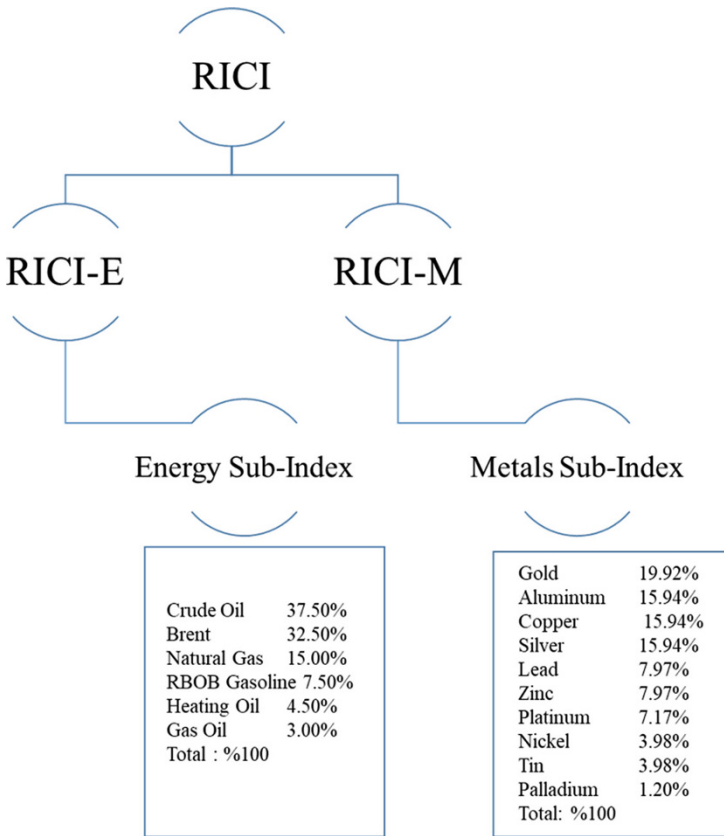 RICI
RICI-E
RICI-M
Energy Sub-Index
Metals Sub-Index
Crude Oil 37.50%
Brent 32.50%
Natural Gas 15.00%
RBOB Gasoline 7.50%
Heating Oil 4.50%
Gas Oil 3.00%
Total : %100
Gold 19.92%
Aluminum 15.94%
Copper 15.94%
Silver 15.94%
Lead 7.97%
Zinc 7.97%
Platinum 7.17%
Nickel 3.98%
Tin 3.98%
Palladium 1.20%
Total: %100